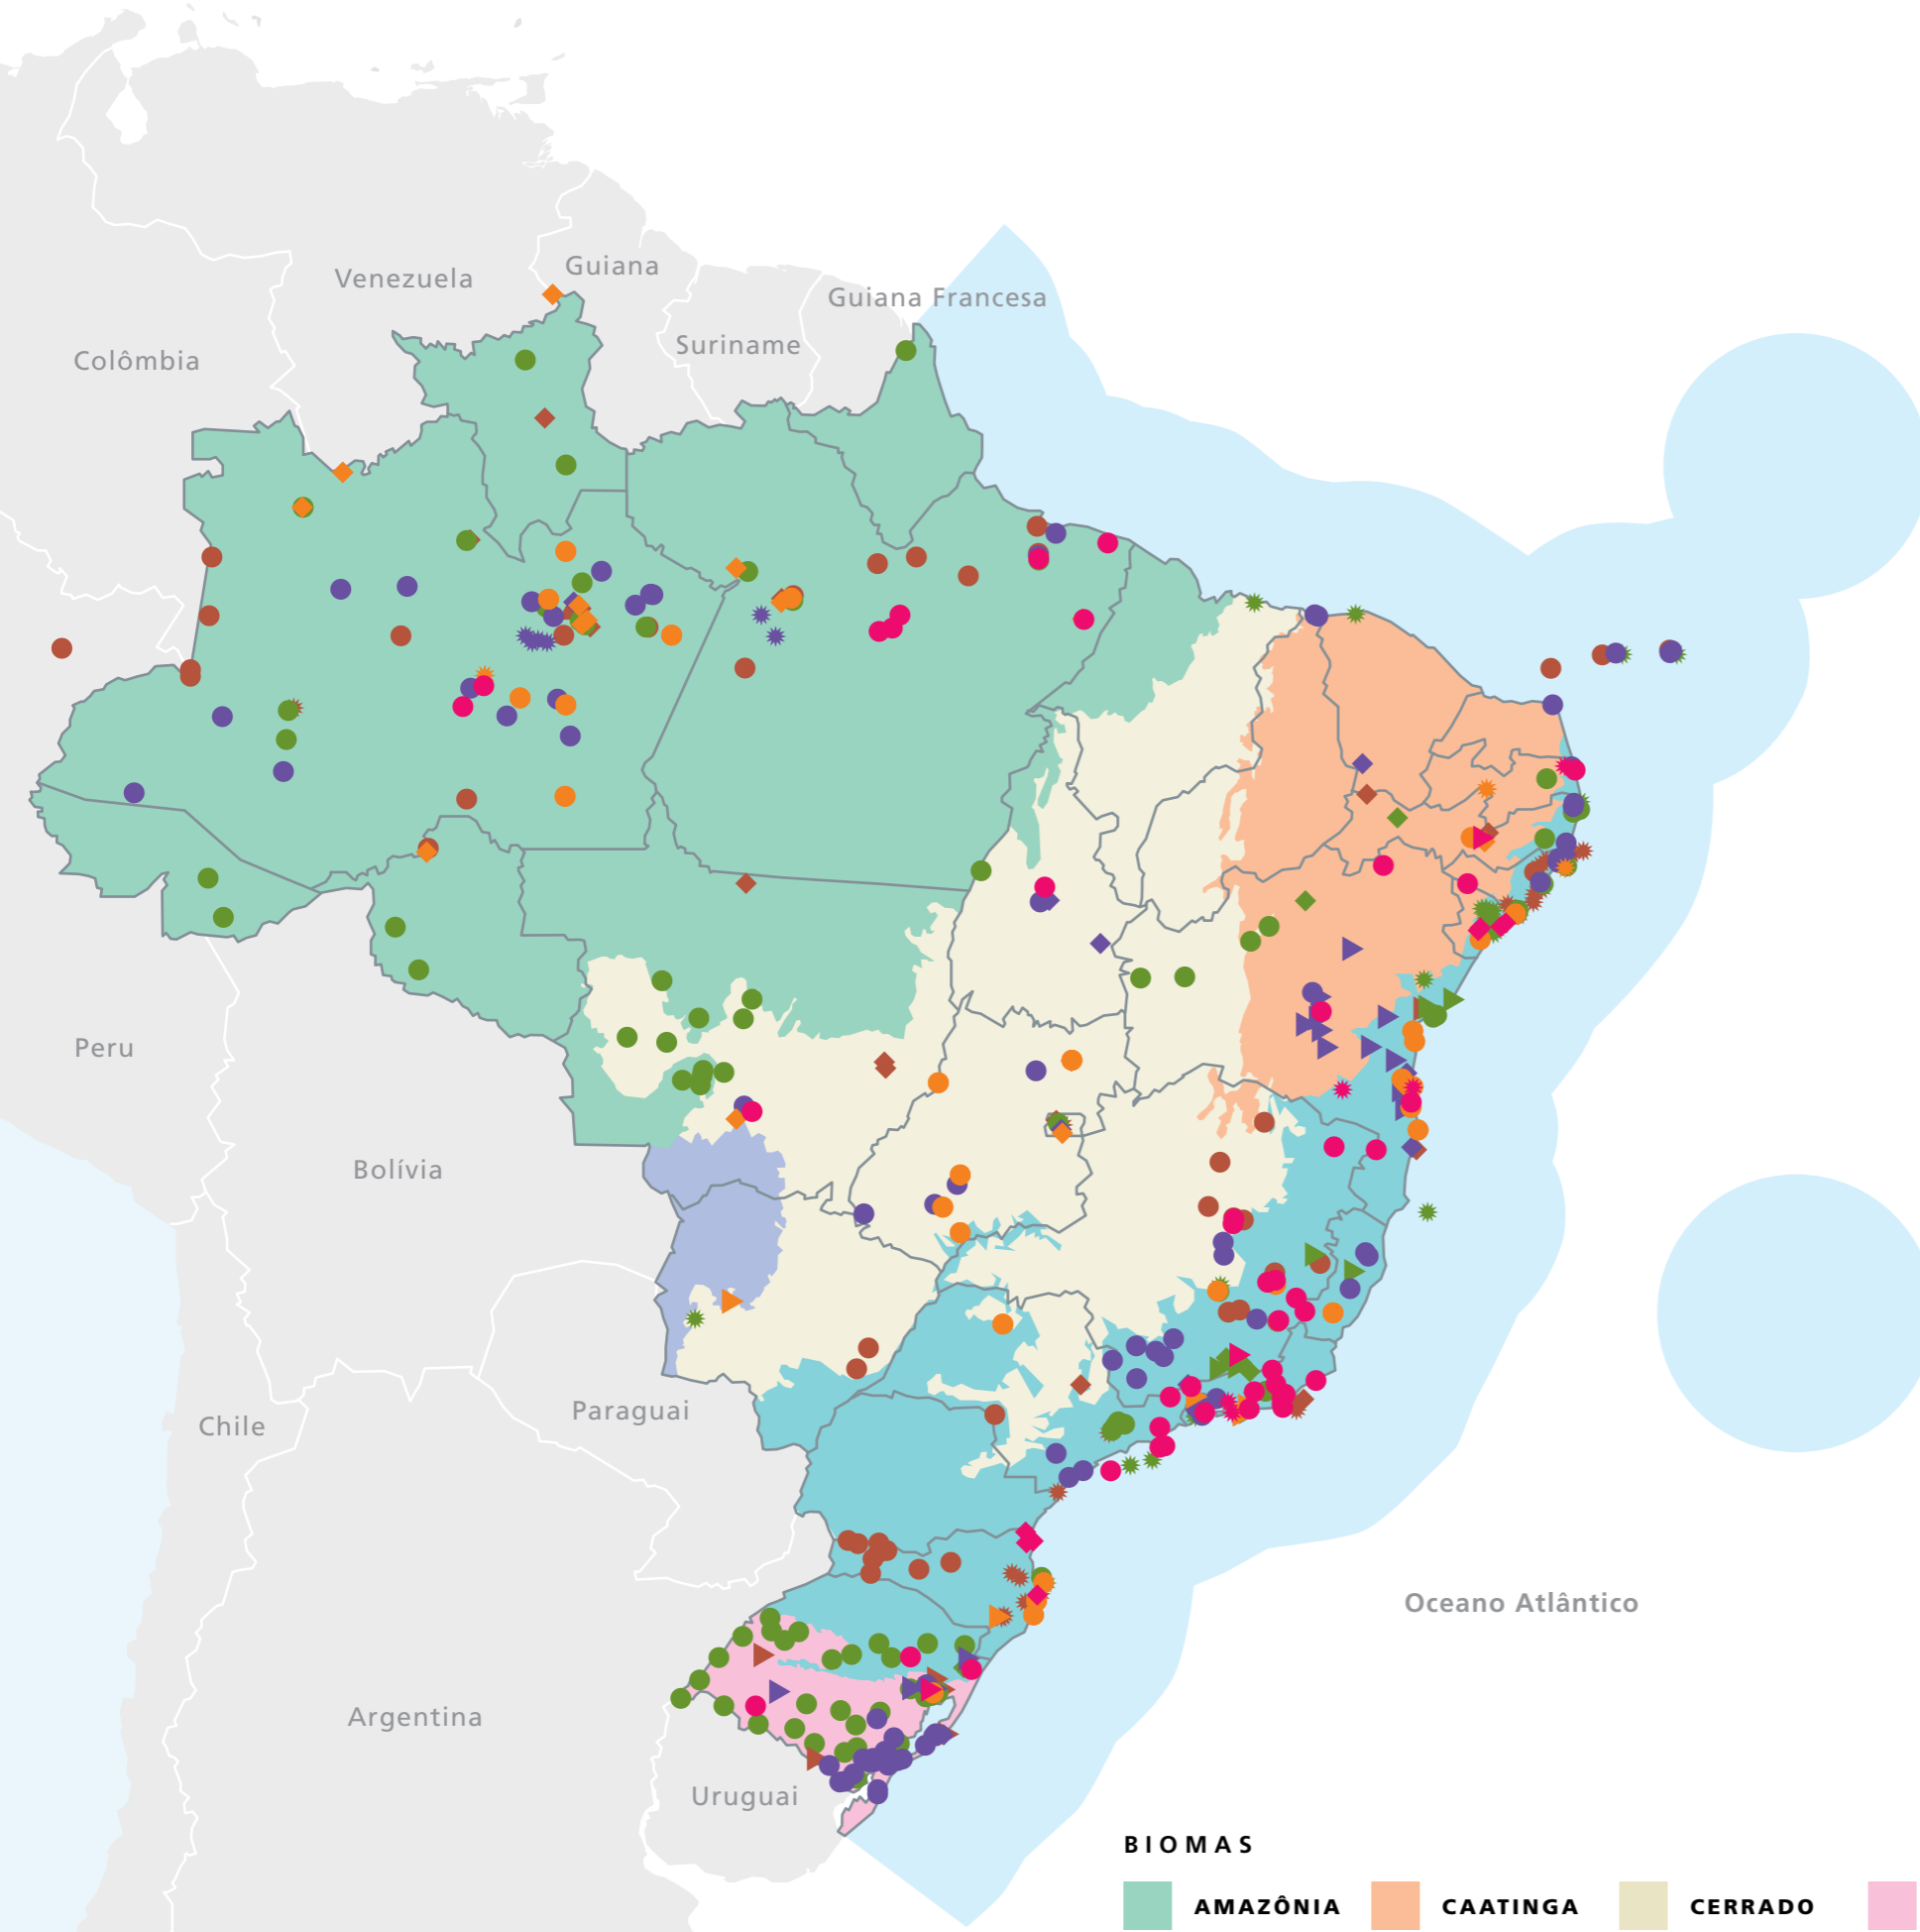 Guiana
Venezuela
Guiana Francesa
Suriname
Colômbia
Peru
Bolívia
Paraguai
Chile
Oceano Atlântico
Argentina
Uruguai
BIOMAS
AMAZÔNIA
CAATINGA
CERRADO